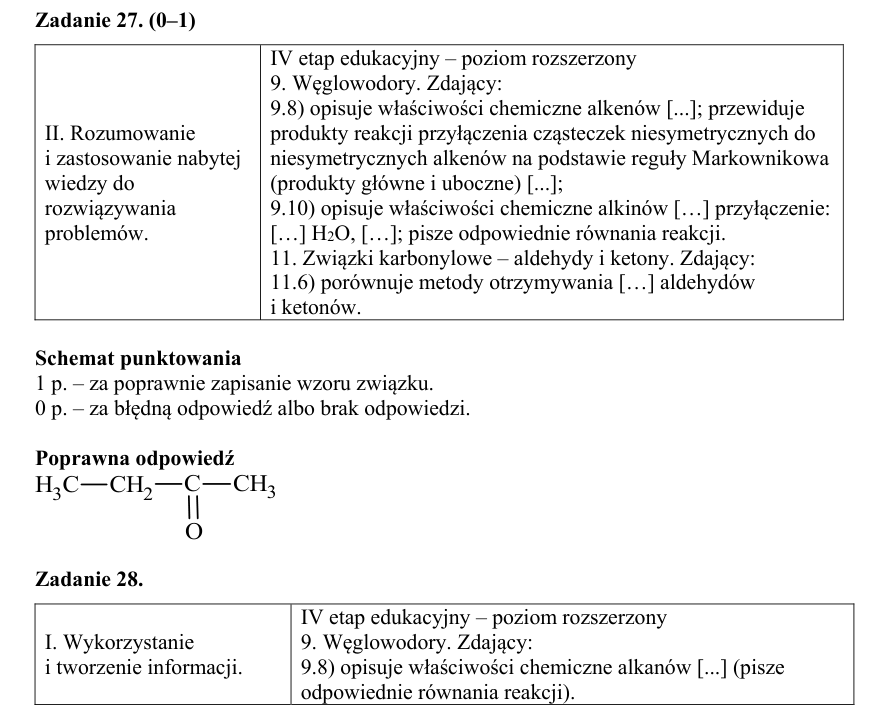 Zadanie 27. (0–1)
II. Rozumowanie
i zastosowanie nabytej
wiedzy do
rozwiązywania
problemów.
IV etap edukacyjny – poziom rozszerzony
9. Węglowodory. Zdający:
9.8) opisuje właściwości chemiczne alkenów [...]; przewiduje
produkty reakcji przyłączenia cząsteczek niesymetrycznych do
niesymetrycznych alkenów na podstawie reguły Markownikowa
(produkty główne i uboczne) [...];
9.10) opisuje właściwości chemiczne alkinów […] przyłączenie:
[…] H2O, […]; pisze odpowiednie równania reakcji.
11. Związki karbonylowe – aldehydy i ketony. Zdający:
11.6) porównuje metody otrzymywania […] aldehydów
i ketonów.
Schemat punktowania
1 p. – za poprawnie zapisanie wzoru związku.
0 p. – za błędną odpowiedź albo brak odpowiedzi.
Poprawna odpowiedź
H3C—CH2—C—CH3
||
O
Zadanie 28.
I. Wykorzystanie
i tworzenie informacji.
IV etap edukacyjny – poziom rozszerzony
9. Węglowodory. Zdający:
9.8) opisuje właściwości chemiczne alkanów [...] (pisze
odpowiednie równania reakcji).